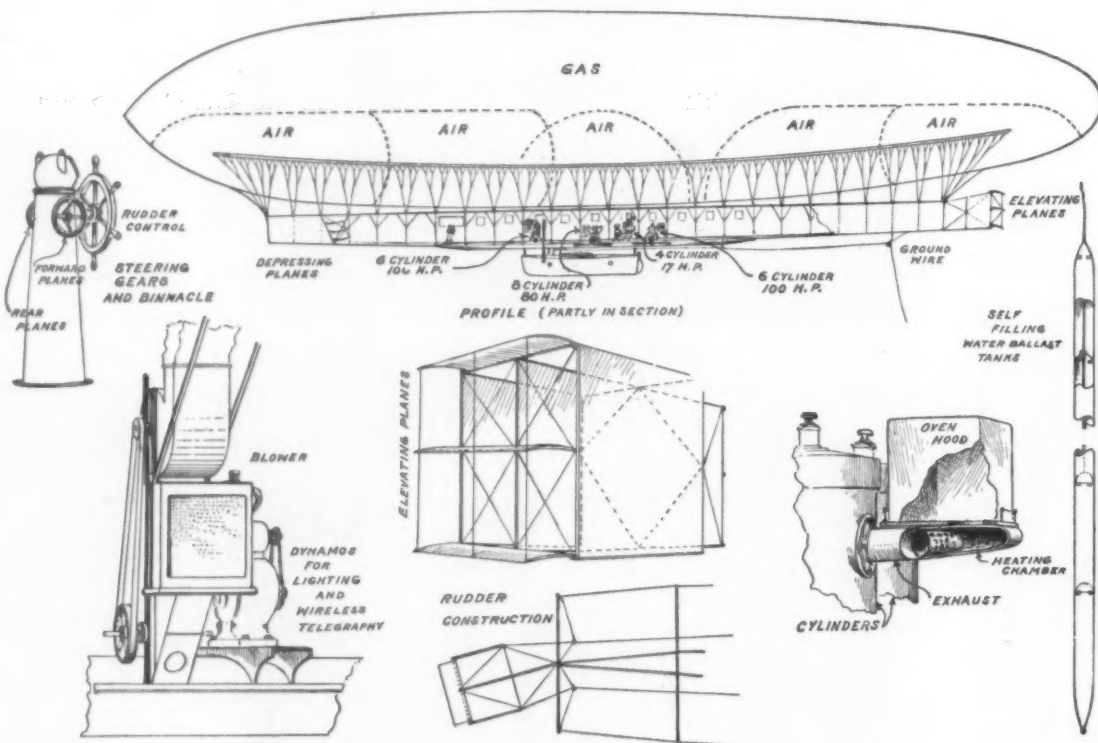 GAS
AIR
AIR
AIR
AIR
AIR
RUDDER
CONTROL
FORWARD
PLANES
REAR
PLANES
STEERING
GEARS
AND BINNACLE
DEPRESSING
PLANES
6 CYLINDER
106 H.P.
8 CYLINDER
80 H.P.
4 CYLINDER
17 H.P.
6 CYLINDER
100 H.P.
GROUND
WIRE
ELEVATING
PLANES
PROFILE (PARTLY IN SECTION)
SELF
FILLING
WATER BALLAST
TANKS
BLOWER
DYNAMOS
FOR
LIGHTING
AND
WIRELESS
TELEGRAPHY
ELEVATING PLANES
RUDDER
CONSTRUCTION
OVEN
HOOD
HEATING
CHAMBER
EXHAUST
CYLINDERS